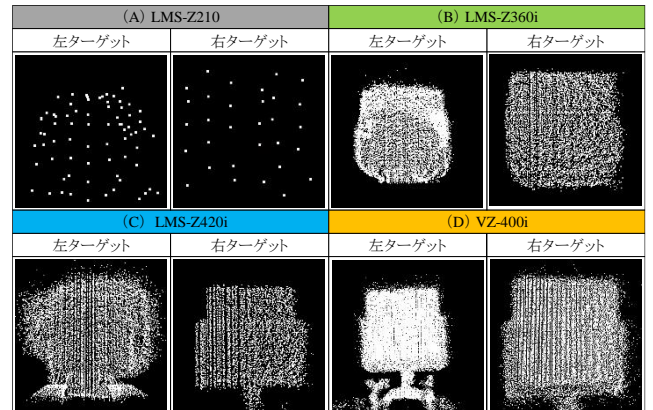 (A) LMS-Z210
(B) LMS-Z360i
左ターゲット
右ターゲット
左ターゲット
右ターゲット
(C) LMS-Z420i
(D) VZ-400i
左ターゲット
右ターゲット
左ターゲット
右ターゲット